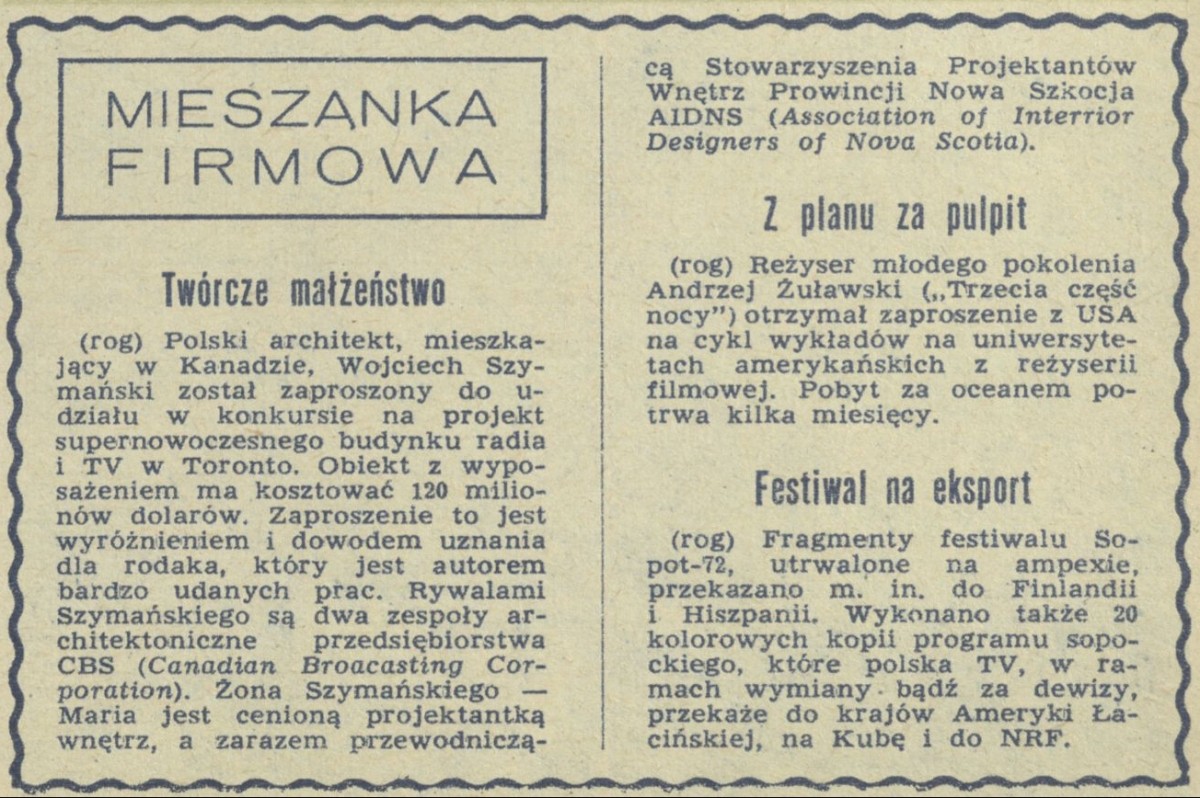 MIESZANKA
FIRMOWA
Twórcze małżeństwo
(rog) Polski architekt, mieszka-
jący w Kanadzie, Wojciech Szy-
mański został zaproszony do u-
działu w konkursie na projekt
supernowoczesnego budynku radia
i TV w Toronto. Obiekt z wypo-
sażeniem ma kosztować 120 milio-
nów dolarów. Zaproszenie to jest
wyróżnieniem i dowodem uznania
dla rodaka, który jest autorem
bardzo udanych prac. Rywalami
Szymańskiego są dwa zespoły ar-
chitektoniczne przedsiębiorstwa
CBS (Canadian Broacasting Cor-
poration). Żona Szymańskiego —
Maria jest cenioną projektantką
wnętrz, a zarazem przewodniczą-
cą Stowarzyszenia Projektantów
Wnętrz Prowincji Nowa Szkocja
AIDNS (Association of Interrior
Designers of Nova Scotia).
Z planu za pulpit
(rog) Reżyser młodego pokolenia
Andrzej Żuławski („Trzecia część
nocy”) otrzymał zaproszenie z USA
na cykl wykładów na uniwersyte-
tach amerykańskich z reżyserii
filmowej. Pobyt za oceanem po-
trwa kilka miesięcy.
Festiwal na eksport
(rog) Fragmenty festiwalu So-
pot-72, utrwalone na ampexie,
przekazano m. in. do Finlandii
i Hiszpanii. Wykonano także 20
kolorowych kopii programu sopo-
ckiego, które polska TV, w ra-
mach wymiany bądź za dewizy,
przekaże do krajów Ameryki Ła-
cińskiej, na Kubę i do NRF.